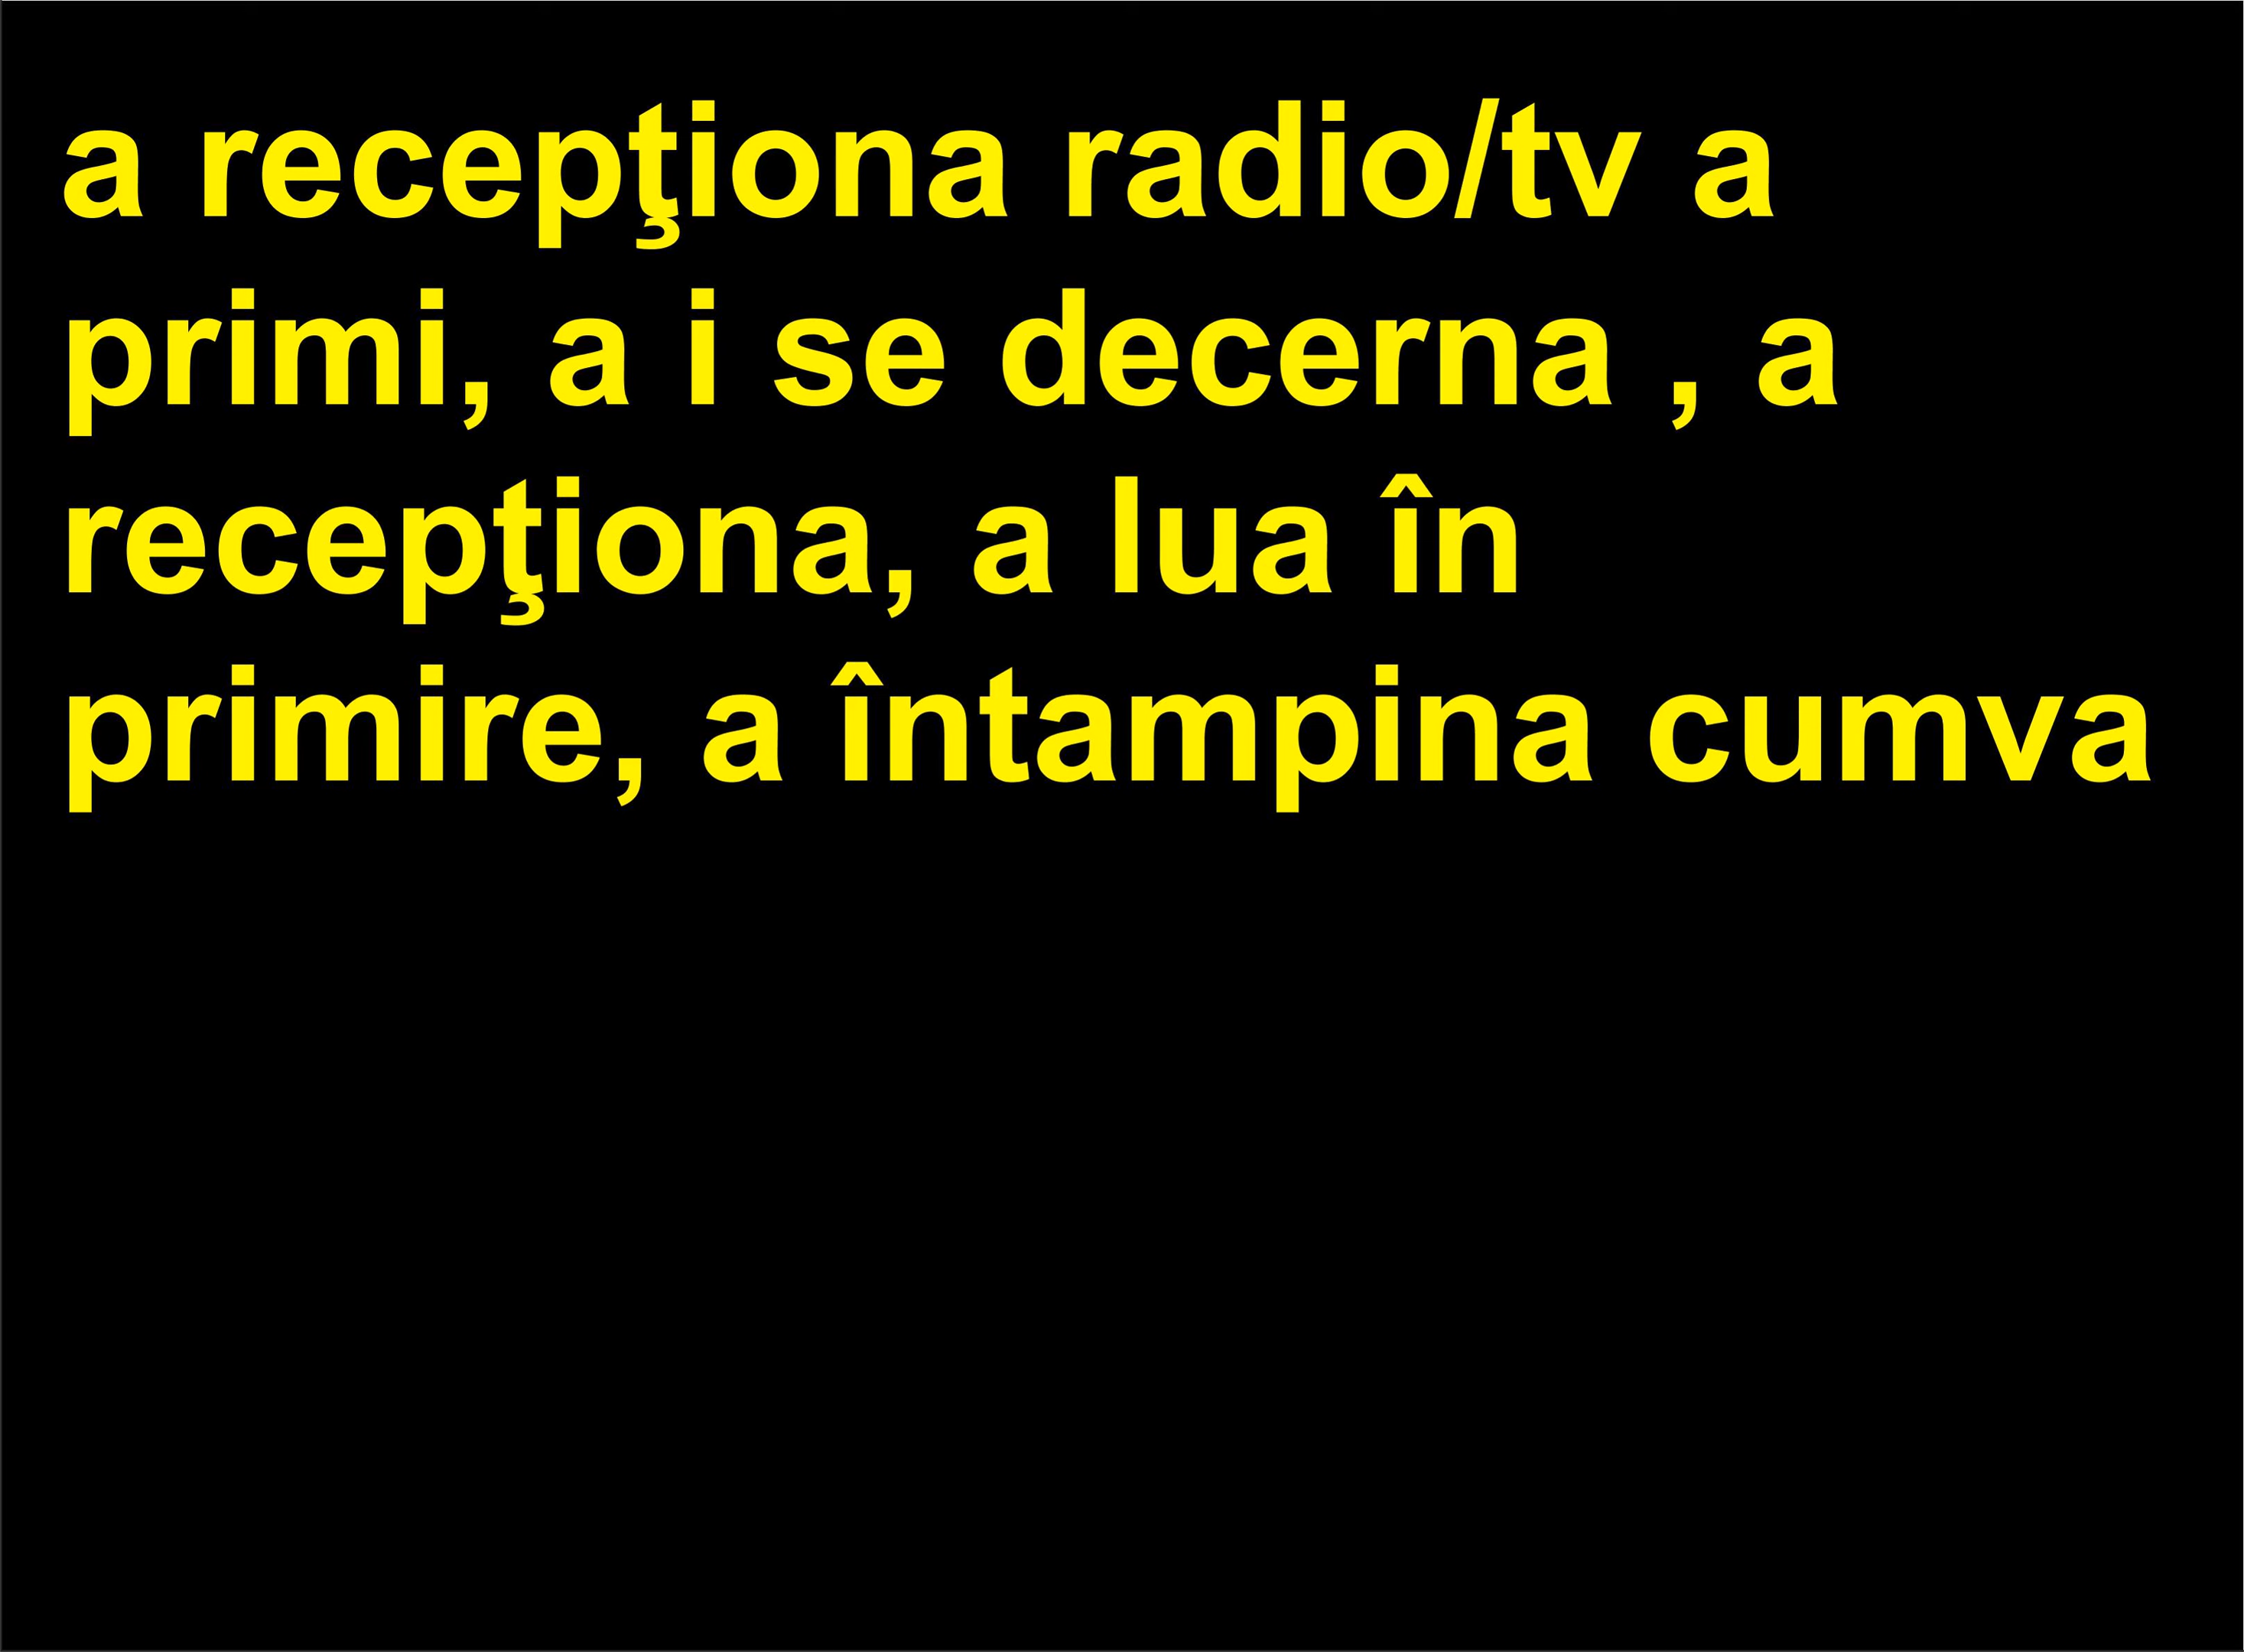 a recepţiona radio/tv a
primi, a i se decerna , a
recepţiona, a lua în
primire, a întampina cumva